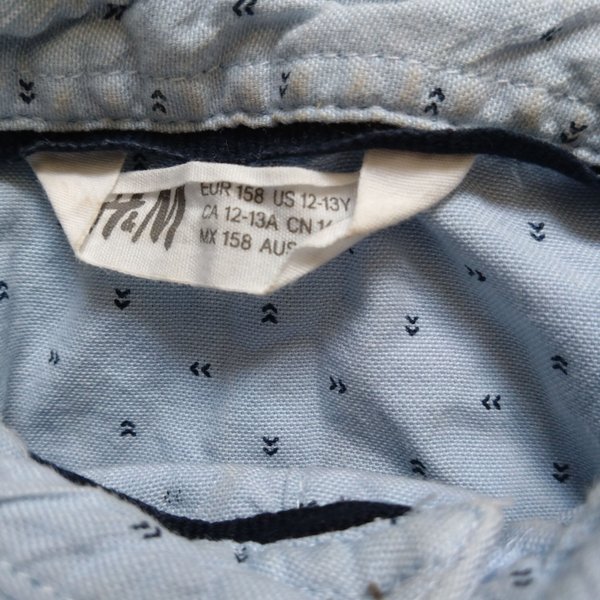 H&M
EUR 158 US 12-13Y
CA 12-13A CN
MX 158 AUS